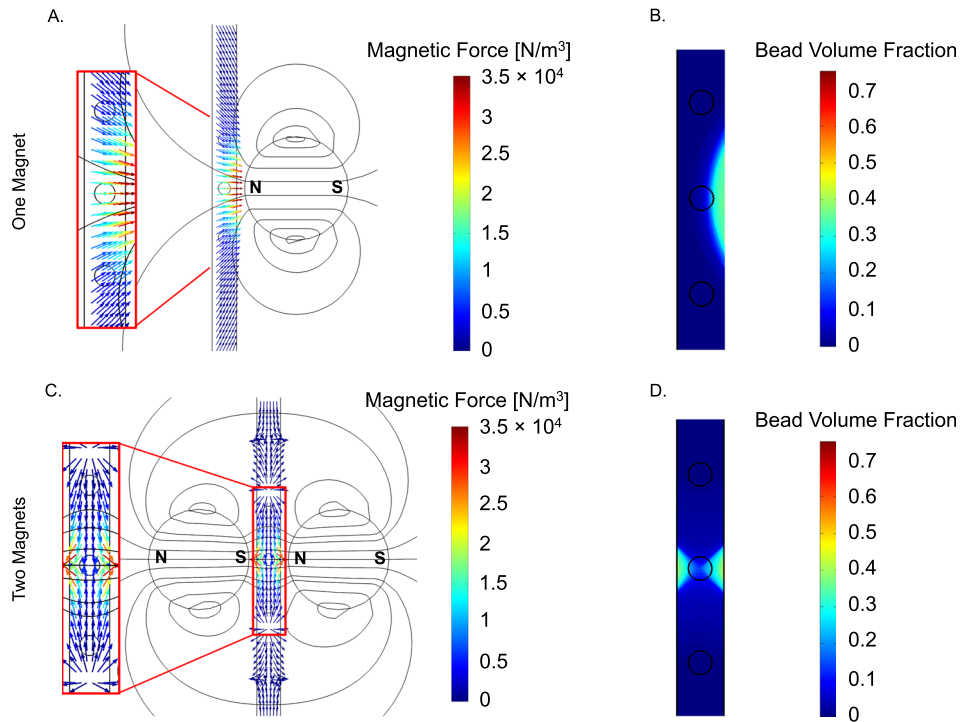 A.
B.
One Magnet
Magnetic Force [N/m³]
3.5 × 10⁴
3
2.5
2
1.5
1
0.5
0
N
S
Bead Volume Fraction
0.7
0.6
0.5
0.4
0.3
0.2
0.1
0
C.
D.
Two Magnets
N
S
N
S
Magnetic Force [N/m³]
3.5 × 10⁴
3
2.5
2
1.5
1
0.5
0
Bead Volume Fraction
0.7
0.6
0.5
0.4
0.3
0.2
0.1
0